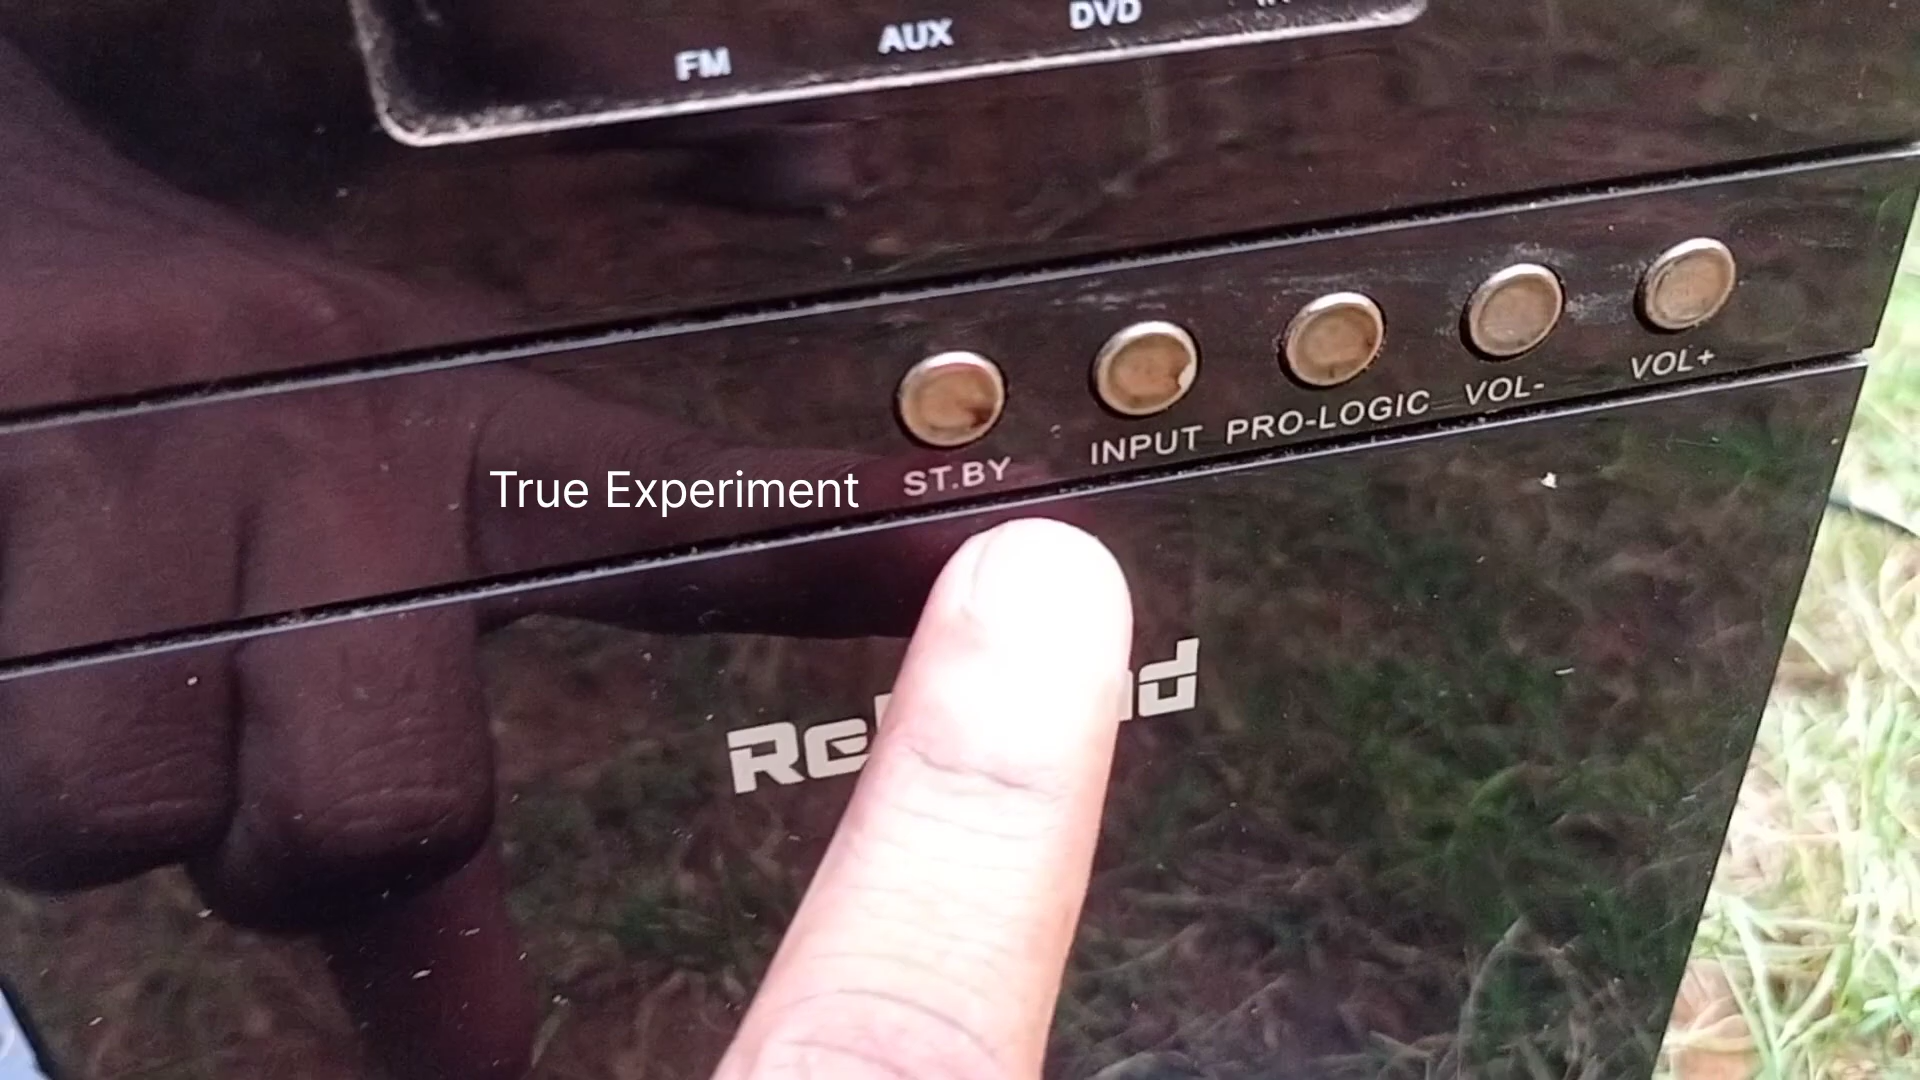 FM AUX DVD
ST.BY INPUT PRO-LOGIC VOL- VOL+
True Experiment